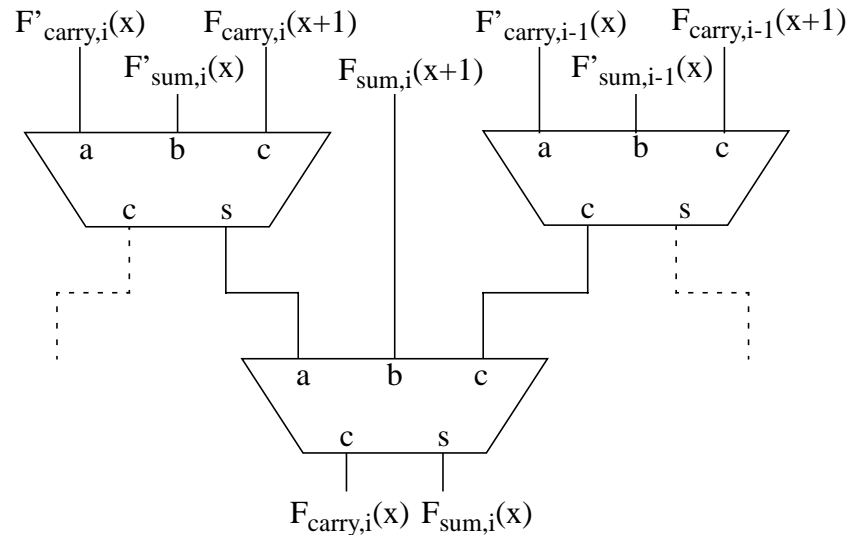 F'carry,i(x) Fcarry,i(x+1) F'carry,i-1(x) Fcarry,i-1(x+1)
F'sum,i(x) Fsum,i(x+1) F'sum,i-1(x)
a b c a b c
c s c s
a b c
c s
Fcarry,i(x) Fsum,i(x)